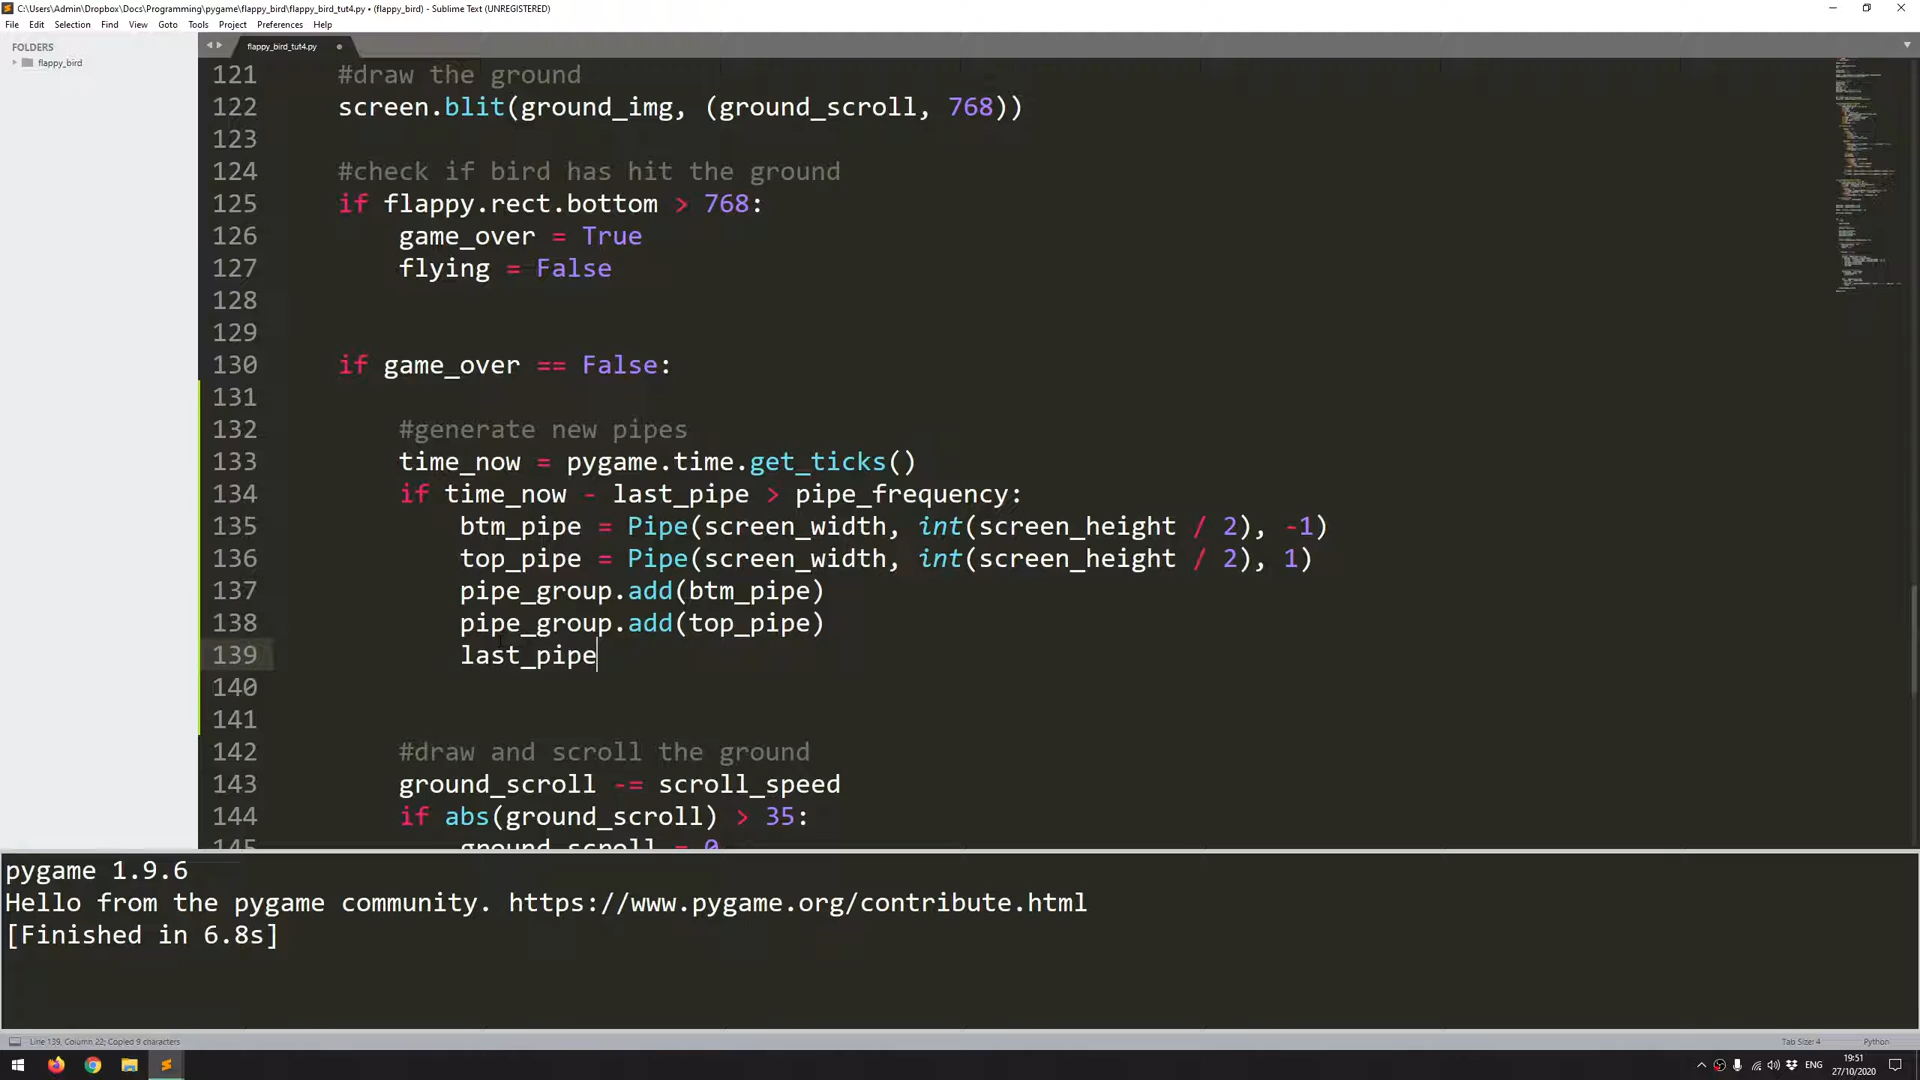 C:\Users\Admin\Dropbox\Docs\Programming\pygame\flappy_bird\flappy_bird_tut4.py • (flappy_bird) - Sublime Text (UNREGISTERED)
File Edit Selection Find View Goto Tools Project Preferences Help
FOLDERS
flappy_bird
flappy_bird_tut4.py
121 #draw the ground
122 screen.blit(ground_img, (ground_scroll, 768))
123
124 #check if bird has hit the ground
125 if flappy.rect.bottom > 768:
126 game_over = True
127 flying = False
128
129
130 if game_over == False:
131
132 #generate new pipes
133 time_now = pygame.time.get_ticks()
134 if time_now - last_pipe > pipe_frequency:
135 btm_pipe = Pipe(screen_width, int(screen_height / 2), -1)
136 top_pipe = Pipe(screen_width, int(screen_height / 2), 1)
137 pipe_group.add(btm_pipe)
138 pipe_group.add(top_pipe)
139 last_pipe
140
141
142 #draw and scroll the ground
143 ground_scroll -= scroll_speed
144 if abs(ground_scroll) > 35:
145 ground_scroll = 0
pygame 1.9.6
Hello from the pygame community. https://www.pygame.org/contribute.html
[Finished in 6.8s]
Line 139, Column 22; Copied 9 characters
Tab Size: 4
Python
ENG
19:51
27/10/2020